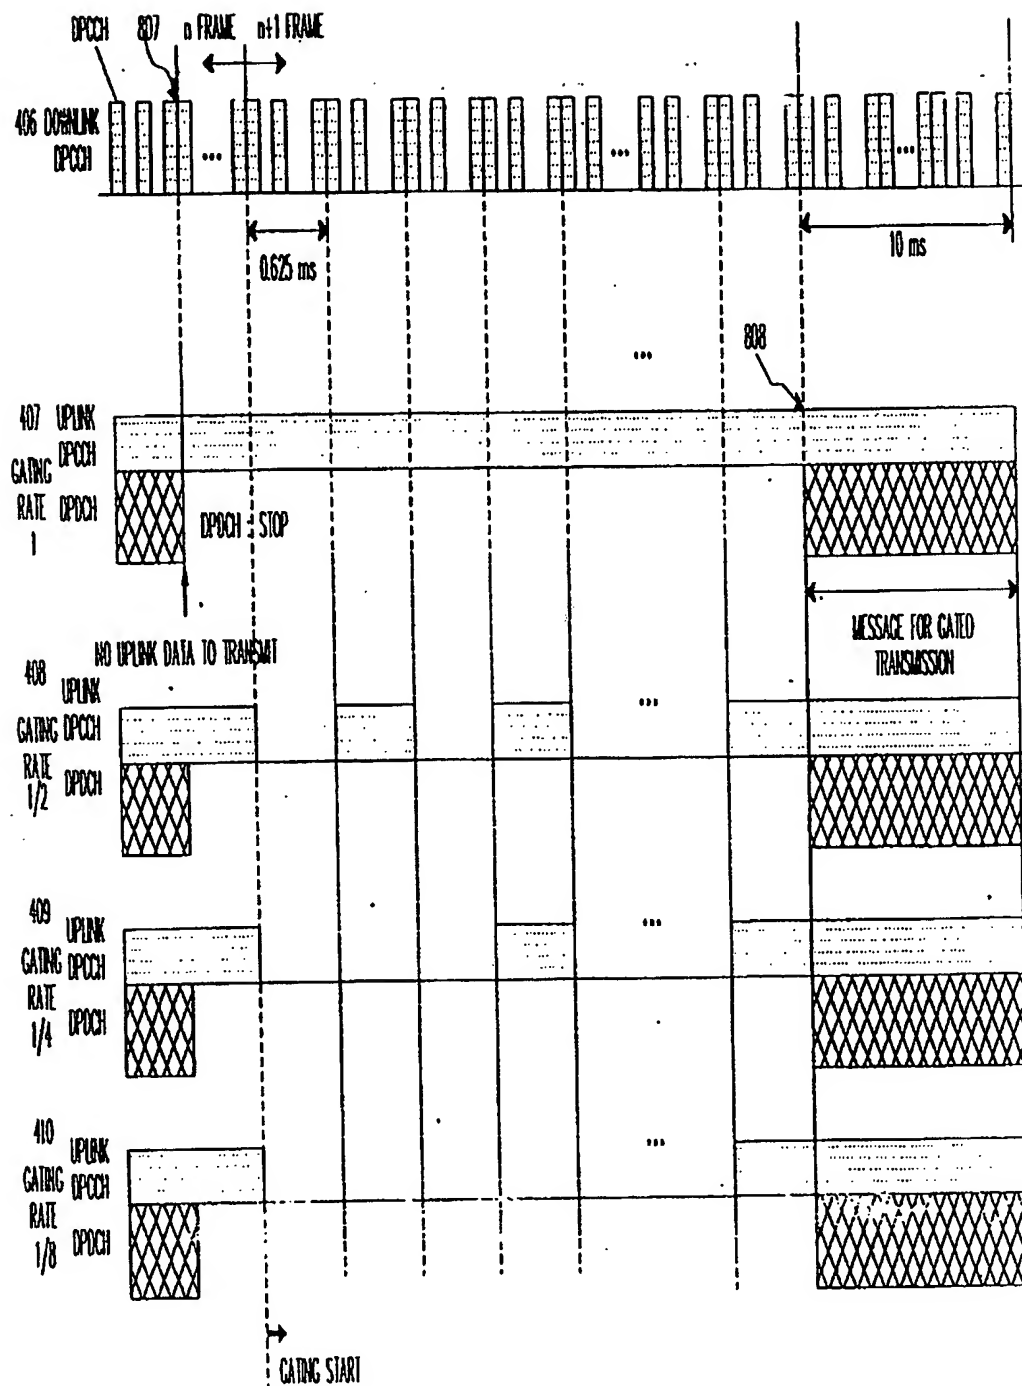 DPCCH 807 n FRAME n+1 FRAME
406 DOWNLINK
DPCCH
...
...
...
0.625 ms
10 ms
...
808
407 UPLINK
DPCCH
GATING
RATE DPDCH
1
DPDCH - STOP
NO UPLINK DATA TO TRANSMIT
MESSAGE FOR GATED
TRANSMISSION
408 UPLINK
GATING DPCCH
RATE DPDCH
1/2
...
409 UPLINK
GATING DPCCH
RATE
1/4 DPDCH
...
410 UPLINK
GATING DPCCH
RATE
1/8 DPDCH
...
GATING START